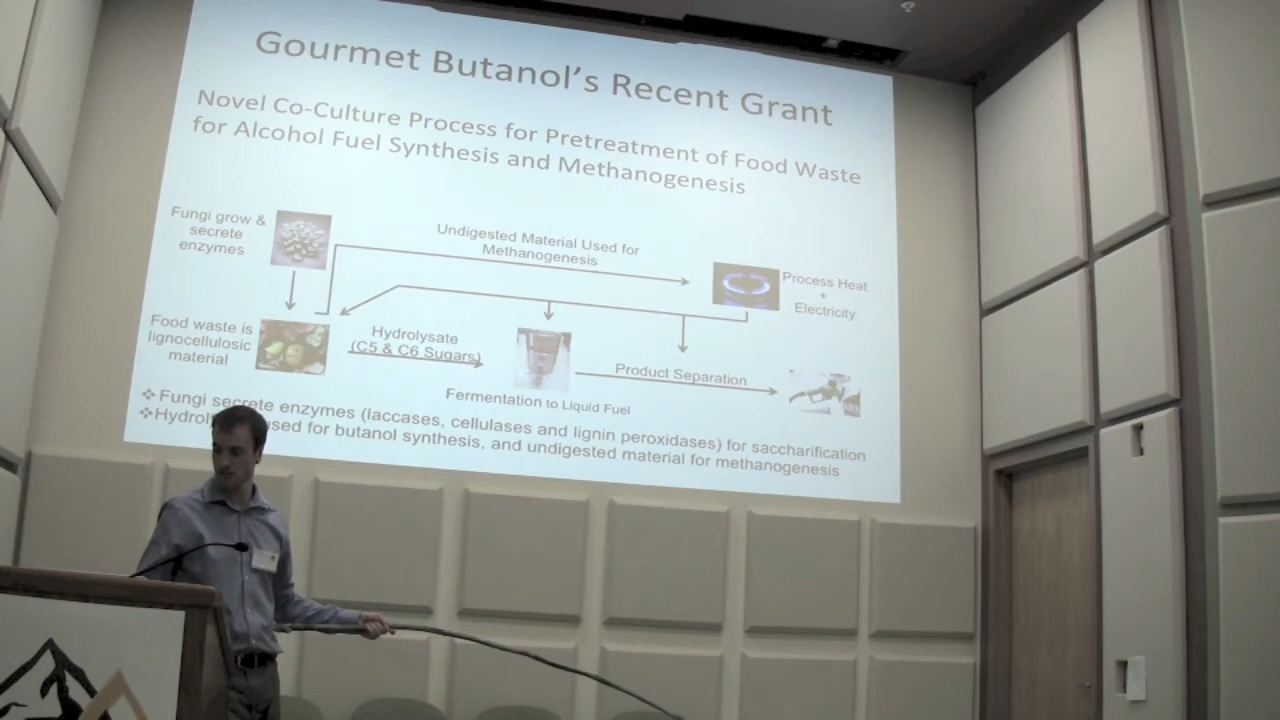 Gourmet Butanol's Recent Grant
Novel Co-Culture Process for Pretreatment of Food Waste
for Alcohol Fuel Synthesis and Methanogenesis
Fungi grow &
secrete
enzymes
Undigested Material Used for
Methanogenesis
Process Heat
+
Electricity
Food waste is
lignocellulosic
material
Hydrolysate
(C5 & C6 Sugars)
Product Separation
Fermentation to Liquid Fuel
❖Fungi secrete enzymes (laccases, cellulases and lignin peroxidases) for saccharification
❖ used for butanol synthesis, and undigested material for methanogenesis